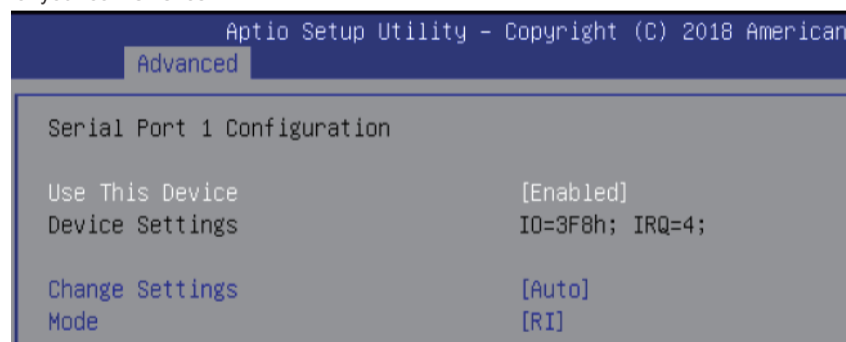 Aptio Setup Utility – Copyright (C) 2018 American
Advanced
Serial Port 1 Configuration
Use This Device [Enabled]
Device Settings IO=3F8h; IRQ=4;
Change Settings [Auto]
Mode [RI]